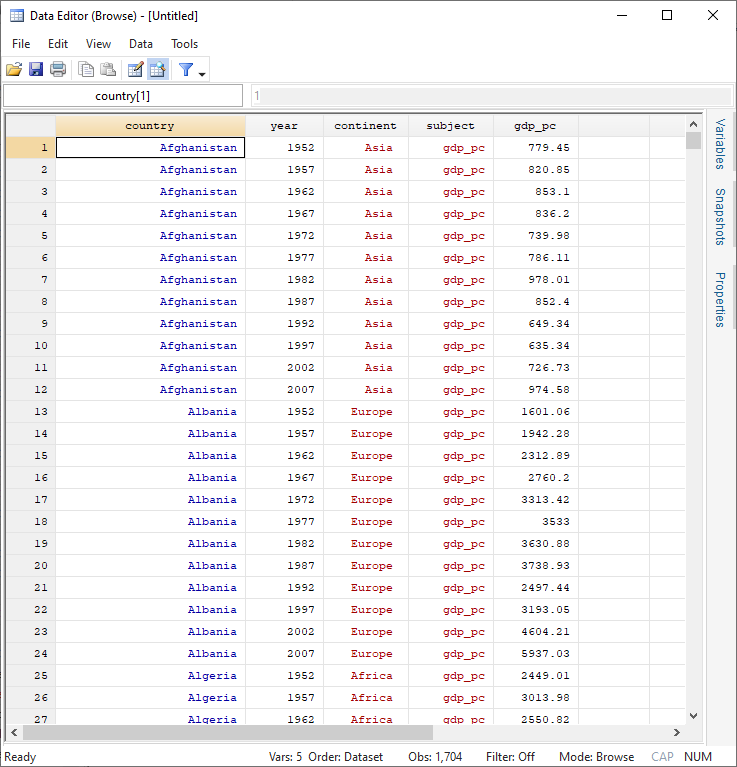 Data Editor (Browse) - [Untitled]
File Edit View Data Tools
country[1] 1
country year continent subject gdp_pc
1 Afghanistan 1952 Asia gdp_pc 779.45
2 Afghanistan 1957 Asia gdp_pc 820.85
3 Afghanistan 1962 Asia gdp_pc 853.1
4 Afghanistan 1967 Asia gdp_pc 836.2
5 Afghanistan 1972 Asia gdp_pc 739.98
6 Afghanistan 1977 Asia gdp_pc 786.11
7 Afghanistan 1982 Asia gdp_pc 978.01
8 Afghanistan 1987 Asia gdp_pc 852.4
9 Afghanistan 1992 Asia gdp_pc 649.34
10 Afghanistan 1997 Asia gdp_pc 635.34
11 Afghanistan 2002 Asia gdp_pc 726.73
12 Afghanistan 2007 Asia gdp_pc 974.58
13 Albania 1952 Europe gdp_pc 1601.06
14 Albania 1957 Europe gdp_pc 1942.28
15 Albania 1962 Europe gdp_pc 2312.89
16 Albania 1967 Europe gdp_pc 2760.2
17 Albania 1972 Europe gdp_pc 3313.42
18 Albania 1977 Europe gdp_pc 3533
19 Albania 1982 Europe gdp_pc 3630.88
20 Albania 1987 Europe gdp_pc 3738.93
21 Albania 1992 Europe gdp_pc 2497.44
22 Albania 1997 Europe gdp_pc 3193.05
23 Albania 2002 Europe gdp_pc 4604.21
24 Albania 2007 Europe gdp_pc 5937.03
25 Algeria 1952 Africa gdp_pc 2449.01
26 Algeria 1957 Africa gdp_pc 3013.98
27 Algeria 1962 Africa gdp_pc 2550.82
Variables
Snapshots
Properties
Ready Vars: 5 Order: Dataset Obs: 1,704 Filter: Off Mode: Browse CAP NUM